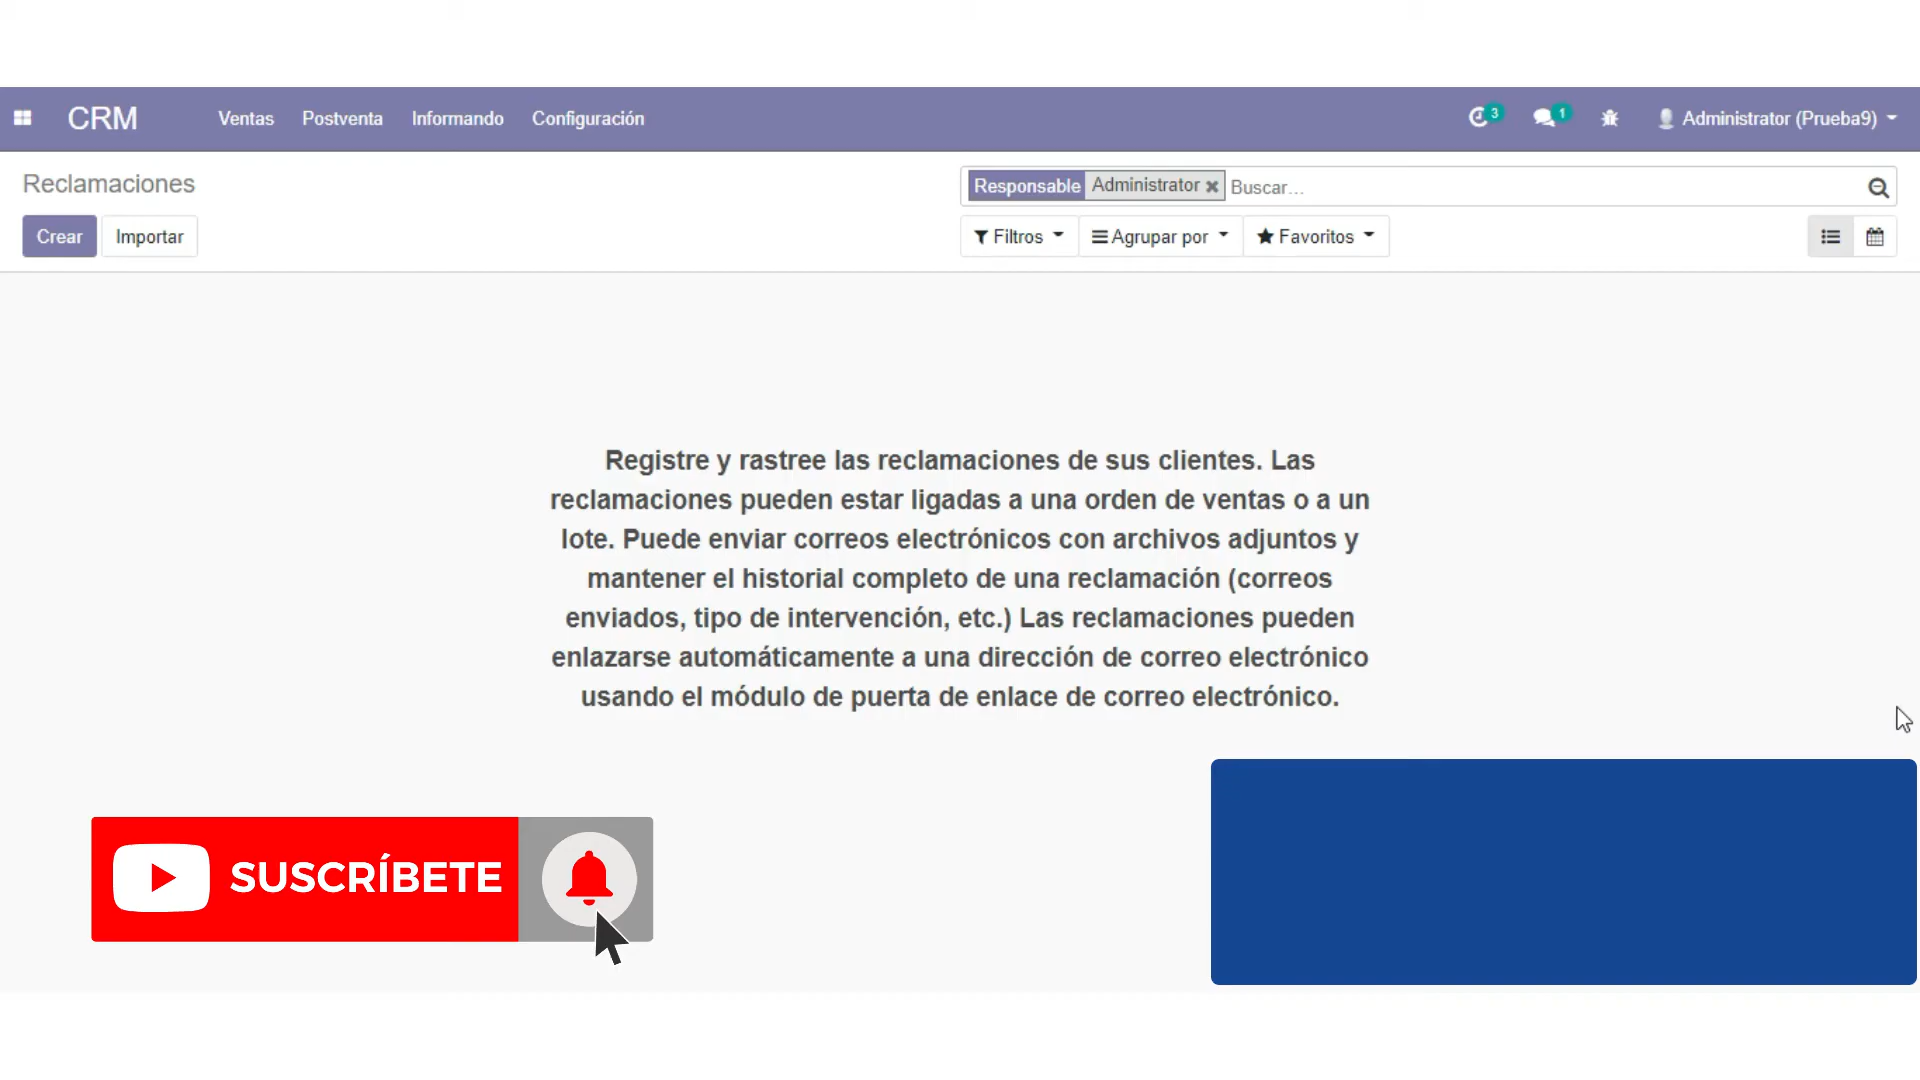 CRM
Ventas
Postventa
Informando
Configuración
3
1
Administrator (Prueba9)
Reclamaciones
Responsable Administrator
Buscar...
Crear
Importar
Filtros
Agrupar por
Favoritos
Registre y rastree las reclamaciones de sus clientes. Las
reclamaciones pueden estar ligadas a una orden de ventas o a un
lote. Puede enviar correos electrónicos con archivos adjuntos y
mantener el historial completo de una reclamación (correos
enviados, tipo de intervención, etc.) Las reclamaciones pueden
enlazarse automáticamente a una dirección de correo electrónico
usando el módulo de puerta de enlace de correo electrónico.
SUSCRÍBETE